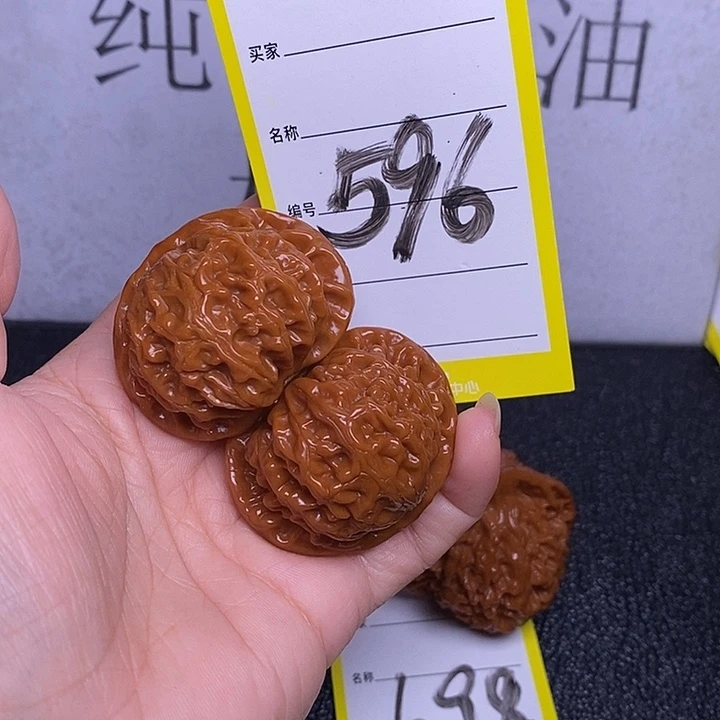 纯 油
买家
名称
编号 596
中心
名称 698